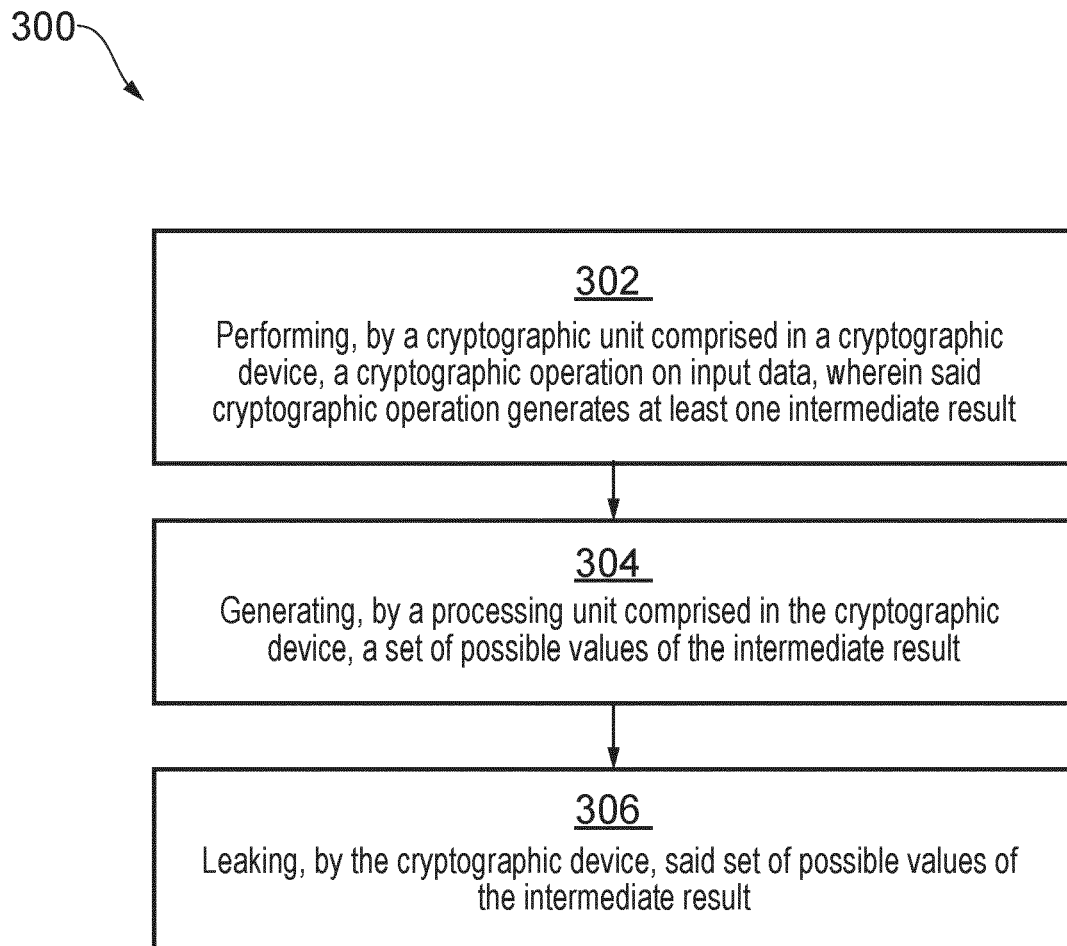 300
302
Performing, by a cryptographic unit comprised in a cryptographic
device, a cryptographic operation on input data, wherein said
cryptographic operation generates at least one intermediate result
304
Generating, by a processing unit comprised in the cryptographic
device, a set of possible values of the intermediate result
306
Leaking, by the cryptographic device, said set of possible values of
the intermediate result